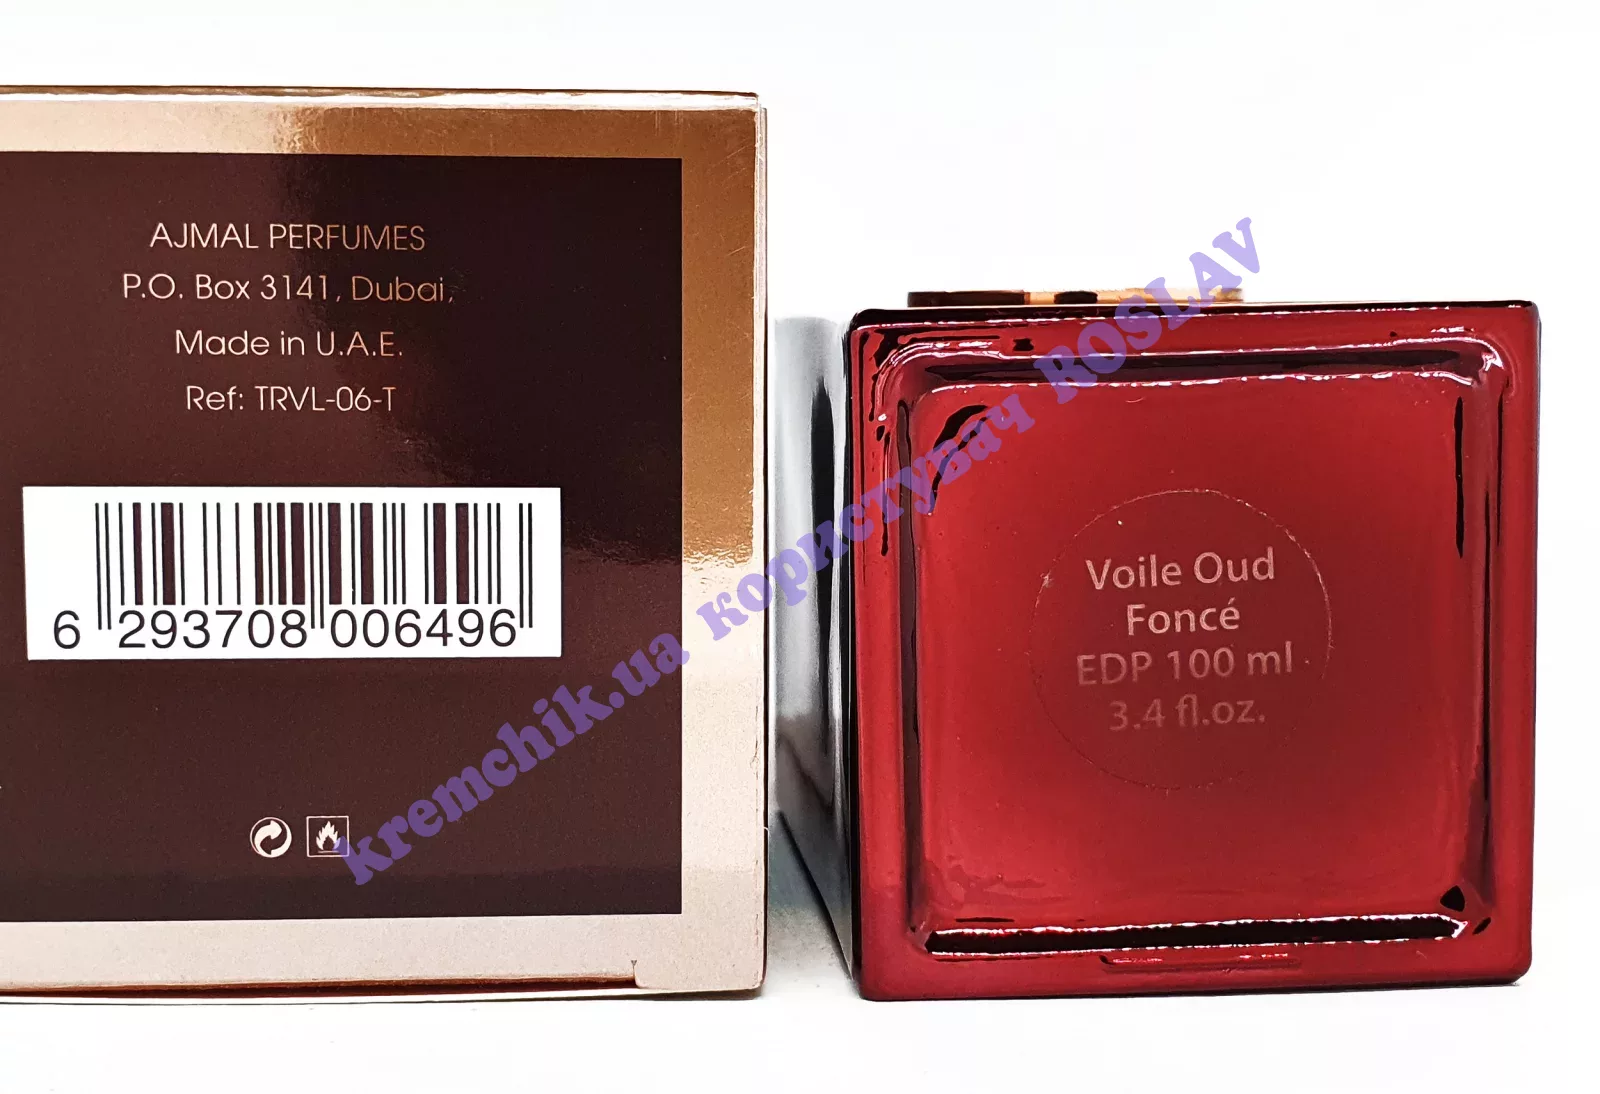 AJMAL PERFUMES
P.O. Box 3141, Dubai,
Made in U.A.E.
Ref: TRVL-06-T
6 293708 006496
Voile Oud
Foncé
EDP 100 ml
3.4 fl.oz.
kremchik.ua користувач ROSLAV